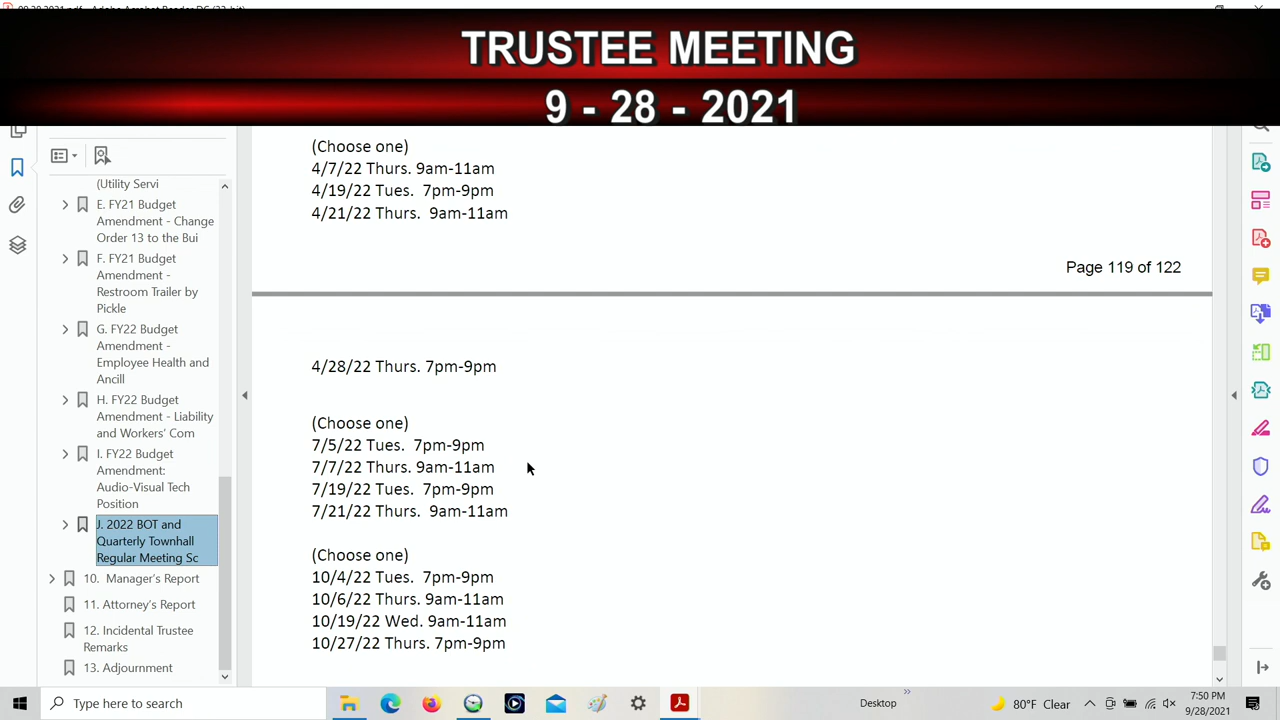 TRUSTEE MEETING
9 - 28 - 2021
(Utility Servi
E. FY21 Budget
Amendment - Change
Order 13 to the Bui
F. FY21 Budget
Amendment -
Restroom Trailer by
Pickle
G. FY22 Budget
Amendment -
Employee Health and
Ancill
H. FY22 Budget
Amendment - Liability
and Workers' Com
I. FY22 Budget
Amendment:
Audio-Visual Tech
Position
J. 2022 BOT and
Quarterly Townhall
Regular Meeting Sc
10. Manager's Report
11. Attorney's Report
12. Incidental Trustee
Remarks
13. Adjournment
(Choose one)
4/7/22 Thurs. 9am-11am
4/19/22 Tues. 7pm-9pm
4/21/22 Thurs. 9am-11am
Page 119 of 122
4/28/22 Thurs. 7pm-9pm
(Choose one)
7/5/22 Tues. 7pm-9pm
7/7/22 Thurs. 9am-11am
7/19/22 Tues. 7pm-9pm
7/21/22 Thurs. 9am-11am
(Choose one)
10/4/22 Tues. 7pm-9pm
10/6/22 Thurs. 9am-11am
10/19/22 Wed. 9am-11am
10/27/22 Thurs. 7pm-9pm
Type here to search
Desktop
80°F Clear
7:50 PM
9/28/2021